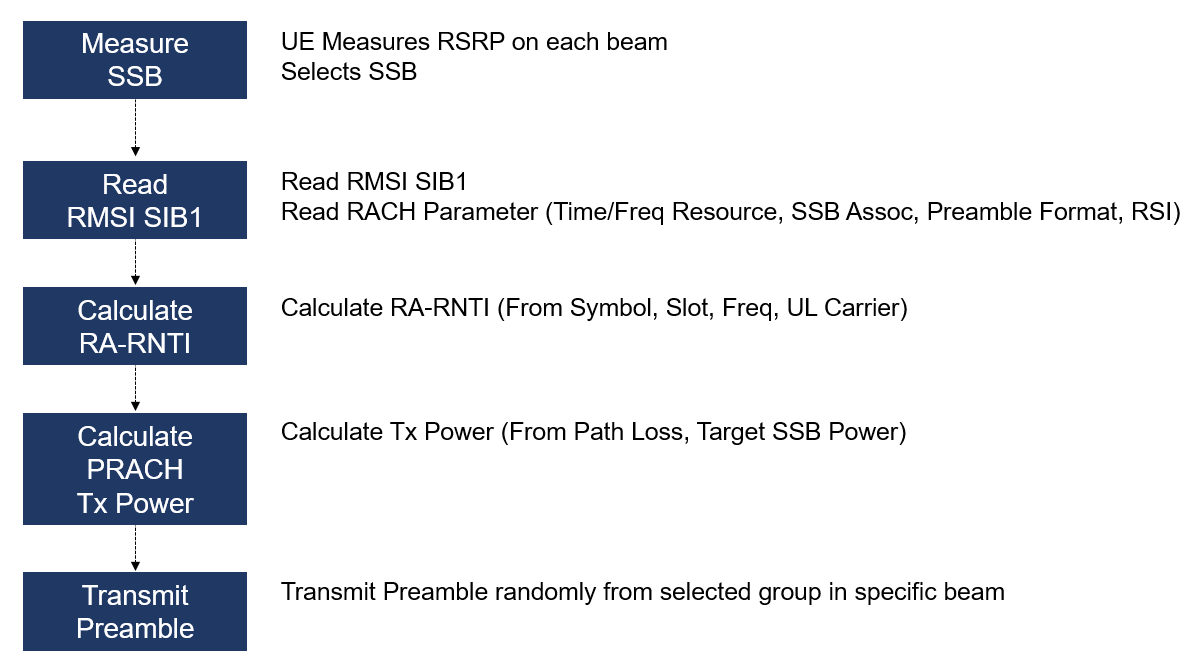 Measure
SSB
UE Measures RSRP on each beam
Selects SSB
Read
RMSI SIB1
Read RMSI SIB1
Read RACH Parameter (Time/Freq Resource, SSB Assoc, Preamble Format, RSI)
Calculate
RA-RNTI
Calculate RA-RNTI (From Symbol, Slot, Freq, UL Carrier)
Calculate
PRACH
Tx Power
Calculate Tx Power (From Path Loss, Target SSB Power)
Transmit
Preamble
Transmit Preamble randomly from selected group in specific beam